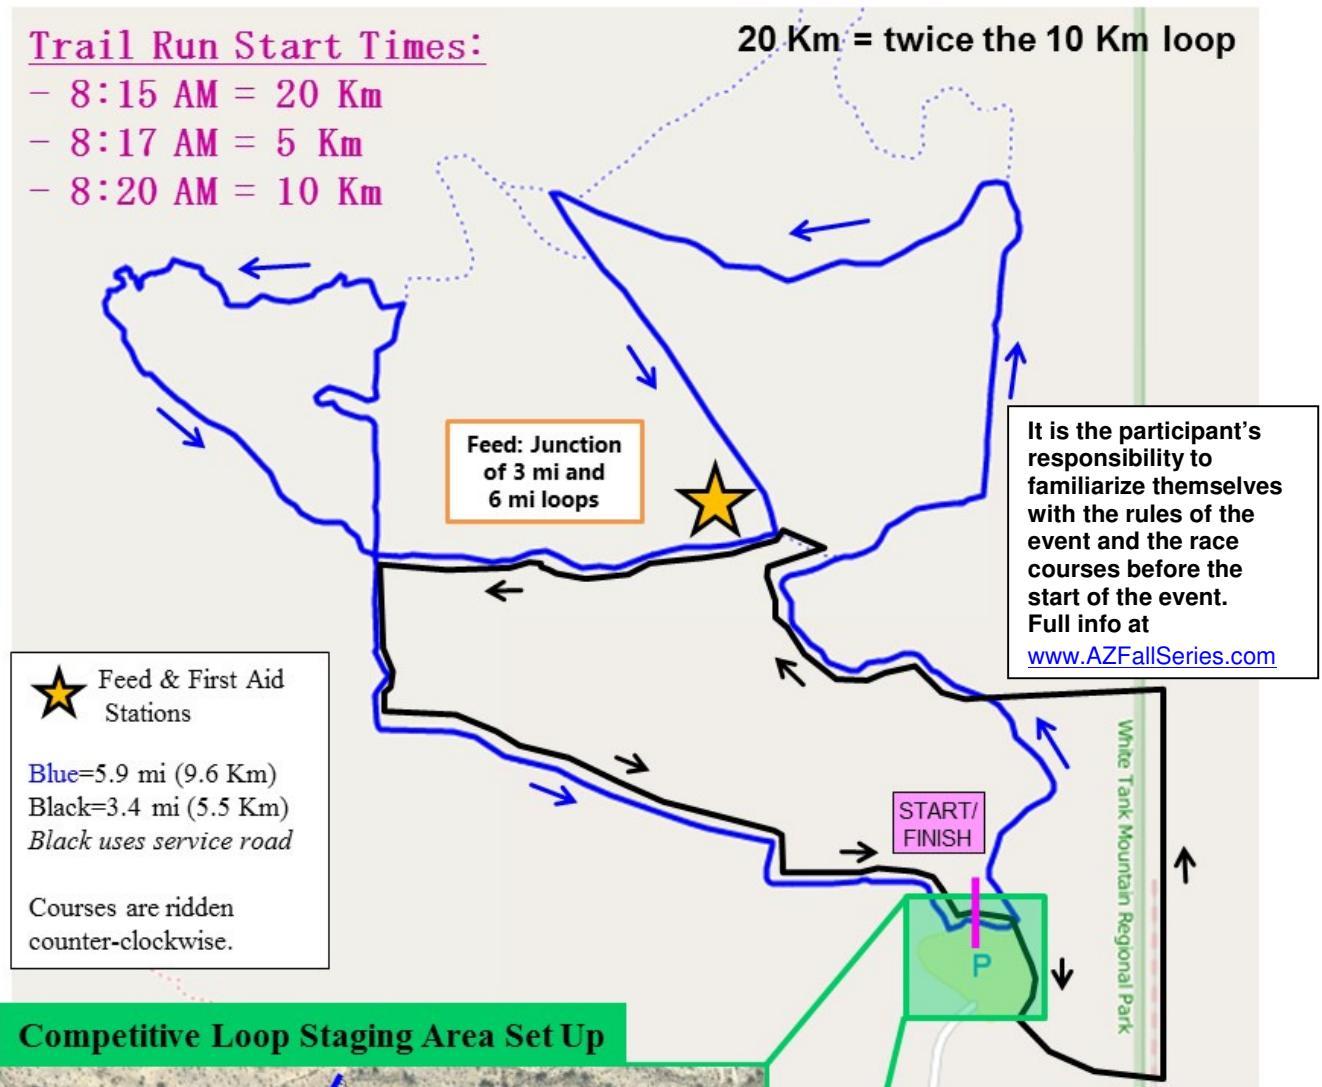 Trail Run Start Times:
- 8:15 AM = 20 Km
- 8:17 AM = 5 Km
- 8:20 AM = 10 Km
20 Km = twice the 10 Km loop
Feed: Junction
of 3 mi and
6 mi loops
It is the participant's
responsibility to
familiarize themselves
with the rules of the
event and the race
courses before the
start of the event.
Full info at
www.AZFallSeries.com
Feed & First Aid
Stations
Blue=5.9 mi (9.6 Km)
Black=3.4 mi (5.5 Km)
Black uses service road
Courses are ridden
counter-clockwise.
START/
FINISH
P
White Tank Mountain Regional Park
Competitive Loop Staging Area Set Up